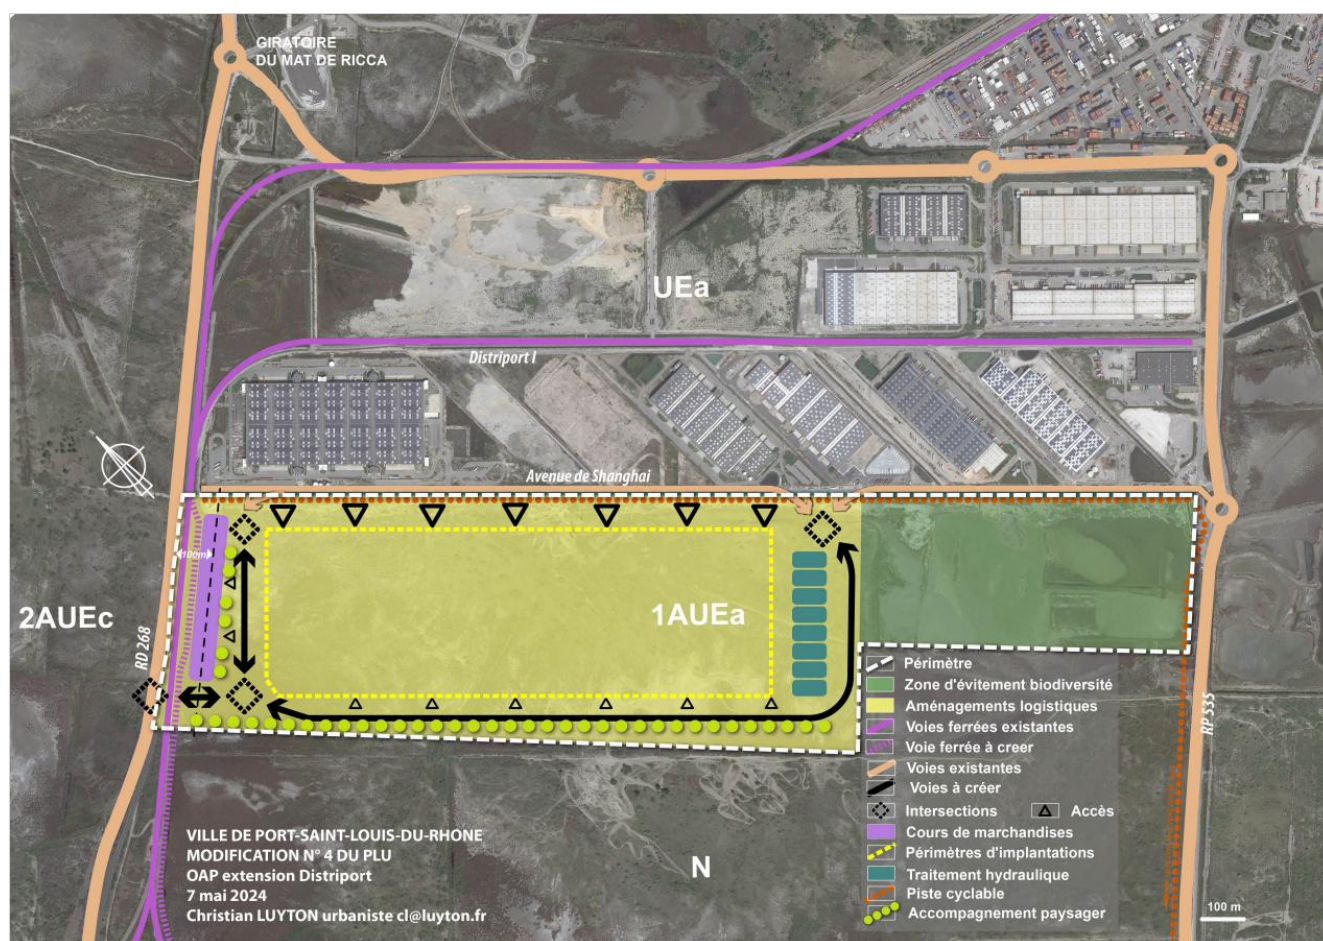 GIRATOIRE
DU MAT DE RICCA
UEa
Distriport I
Avenue de Shanghai
100m
2AUEc
1AUEa
RD 268
RP 535
Périmètre
Zone d'évitement biodiversité
Aménagements logistiques
Voies ferrées existantes
Voie ferrée à creer
Voies existantes
Voies à créer
Intersections
Accès
Cours de marchandises
Périmètres d'implantations
Traitement hydraulique
Piste cyclable
Accompagnement paysager
VILLE DE PORT-SAINT-LOUIS-DU-RHONE
MODIFICATION N° 4 DU PLU
OAP extension Distriport
7 mai 2024
Christian LUYTON urbaniste cl@luyton.fr
N
100 m